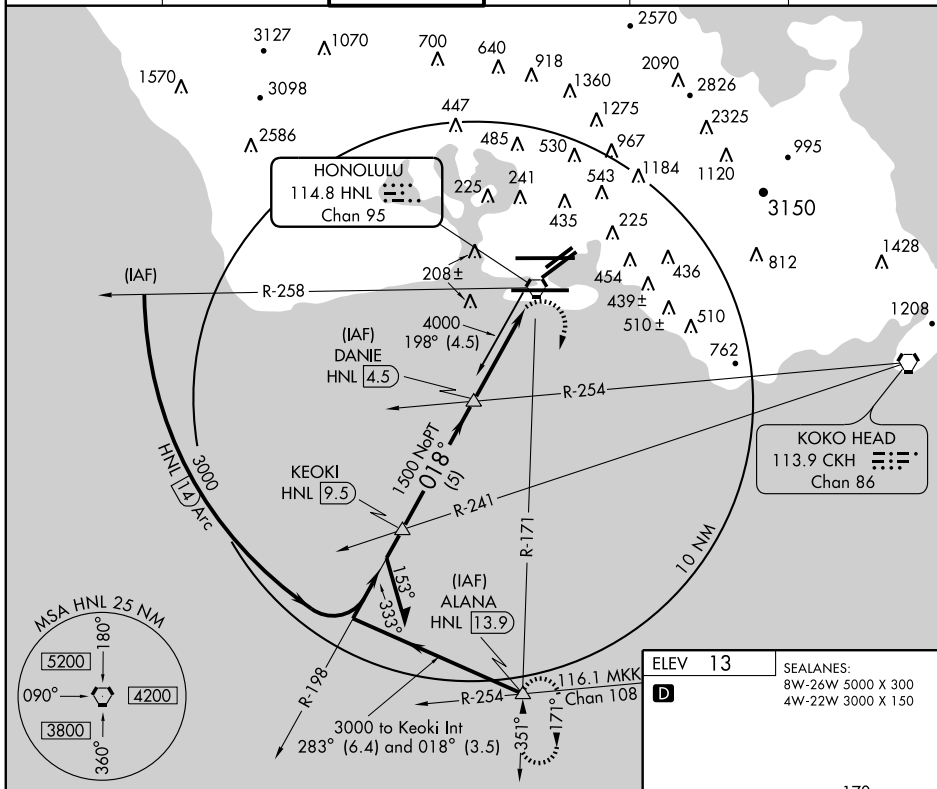 2570
3127
1070
700
640
918
2090
1570
3098
1360
2826
447
1275
2325
2586
485
530
967
995
1184
1120
HONOLULU
114.8 HNL
Chan 95
225
241
543
435
3150
225
(IAF)
R-258
208±
454
436
812
1428
439±
510±
510
1208
4000
198° (4.5)
762
(IAF)
DANIE
HNL 4.5
R-254
KOKO HEAD
113.9 CKH
Chan 86
3000
HNL 14 Arc
1500 NoPT
018°
(5)
KEOKI
HNL 9.5
R-241
R-171
10 NM
153°
333°
(IAF)
ALANA
HNL 13.9
MSA HNL 25 NM
180°
5200
090°
4200
3800
360°
R-198
R-254
116.1 MKK
Chan 108
3000 to Keoki Int
283° (6.4) and 018° (3.5)
351°
171°
ELEV 13
D
SEALANES:
8W-26W 5000 X 300
4W-22W 3000 X 150